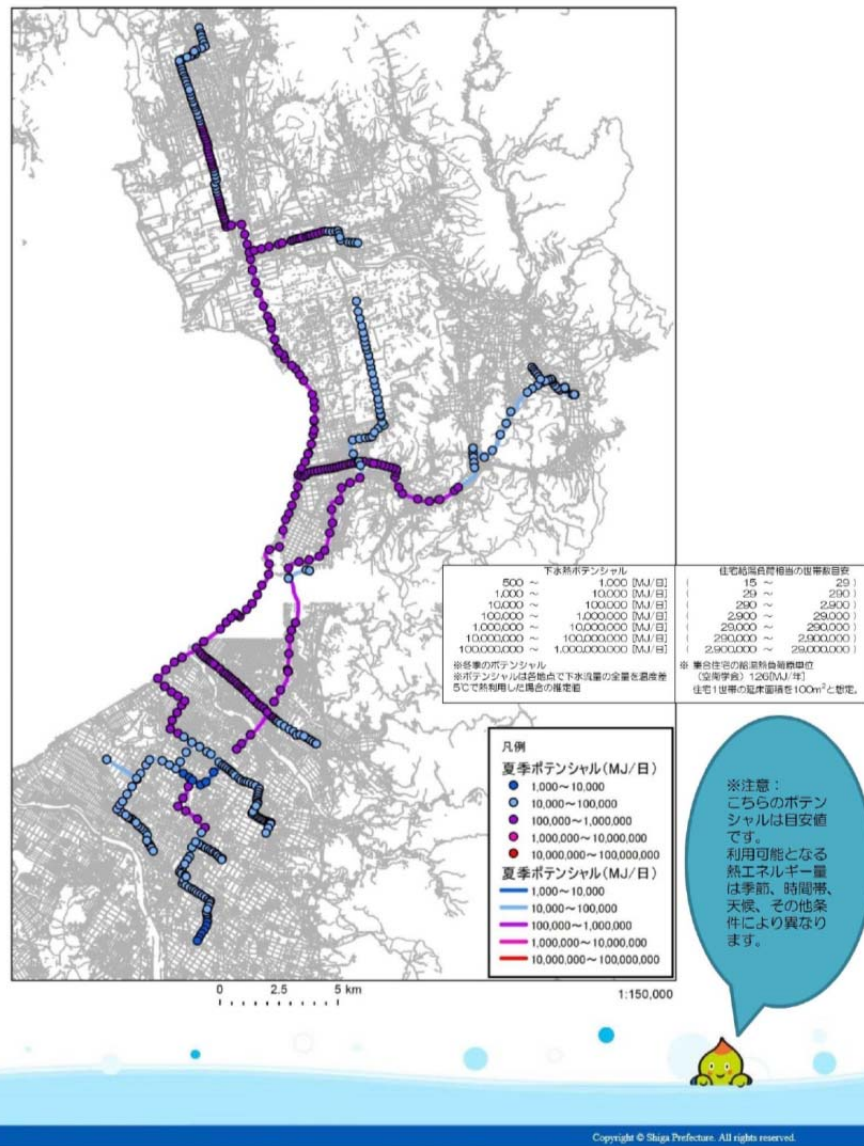 下水熱ポテンシャル 住宅給湯負荷相当の世帯数目安
500 ～ 1,000 [MJ/日] ( 15 ～ 29 )
1,000 ～ 10,000 [MJ/日] ( 29 ～ 290 )
10,000 ～ 100,000 [MJ/日] ( 290 ～ 2,900 )
100,000 ～ 1,000,000 [MJ/日] ( 2,900 ～ 29,000 )
1,000,000 ～ 10,000,000 [MJ/日] ( 29,000 ～ 290,000 )
10,000,000 ～ 100,000,000 [MJ/日] ( 290,000 ～ 2,900,000 )
100,000,000 ～ 1,000,000,000 [MJ/日] ( 2,900,000 ～ 29,000,000 )
※冬季のポテンシャル
※ポテンシャルは各地点で下水流量の全量を温度差
5℃で熱利用した場合の推定値
※ 集合住宅の給湯熱負荷原単位
(空衛学会) 126[MJ/年]
住宅1世帯の延床面積を100m²と想定。
凡例
夏季ポテンシャル(MJ/日)
1,000～10,000
10,000～100,000
100,000～1,000,000
1,000,000～10,000,000
10,000,000～100,000,000
夏季ポテンシャル(MJ/日)
1,000～10,000
10,000～100,000
100,000～1,000,000
1,000,000～10,000,000
10,000,000～100,000,000
※注意：
こちらのポテン
シャルは目安値
です。
利用可能となる
熱エネルギー量
は季節、時間帯、
天候、その他条
件により異なり
ます。
0 2.5 5 km
1:150,000
Copyright © Shiga Prefecture. All rights reserved.